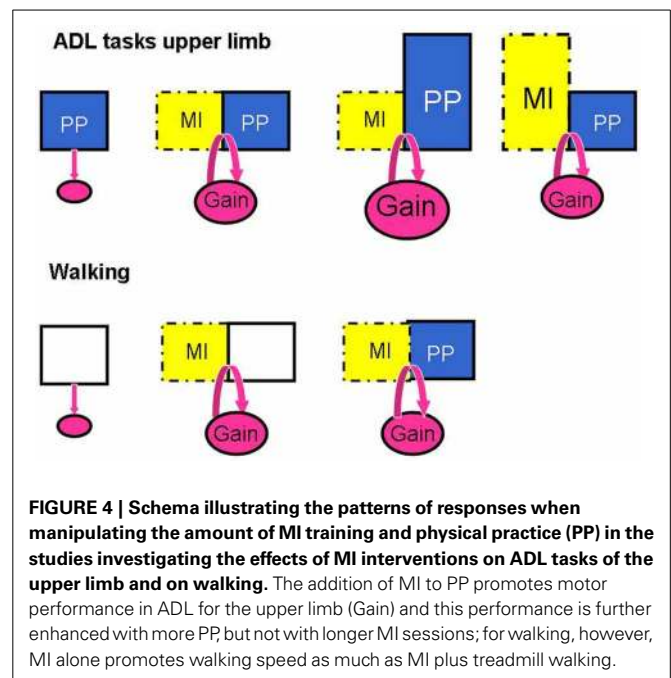 ADL tasks upper limb
PP
MI PP
MI PP
MI PP
Gain Gain Gain
Walking
MI
MI PP
Gain Gain
FIGURE 4 | Schema illustrating the patterns of responses when
manipulating the amount of MI training and physical practice (PP) in the
studies investigating the effects of MI interventions on ADL tasks of the
upper limb and on walking. The addition of MI to PP promotes motor
performance in ADL for the upper limb (Gain) and this performance is further
enhanced with more PP, but not with longer MI sessions; for walking, however,
MI alone promotes walking speed as much as MI plus treadmill walking.